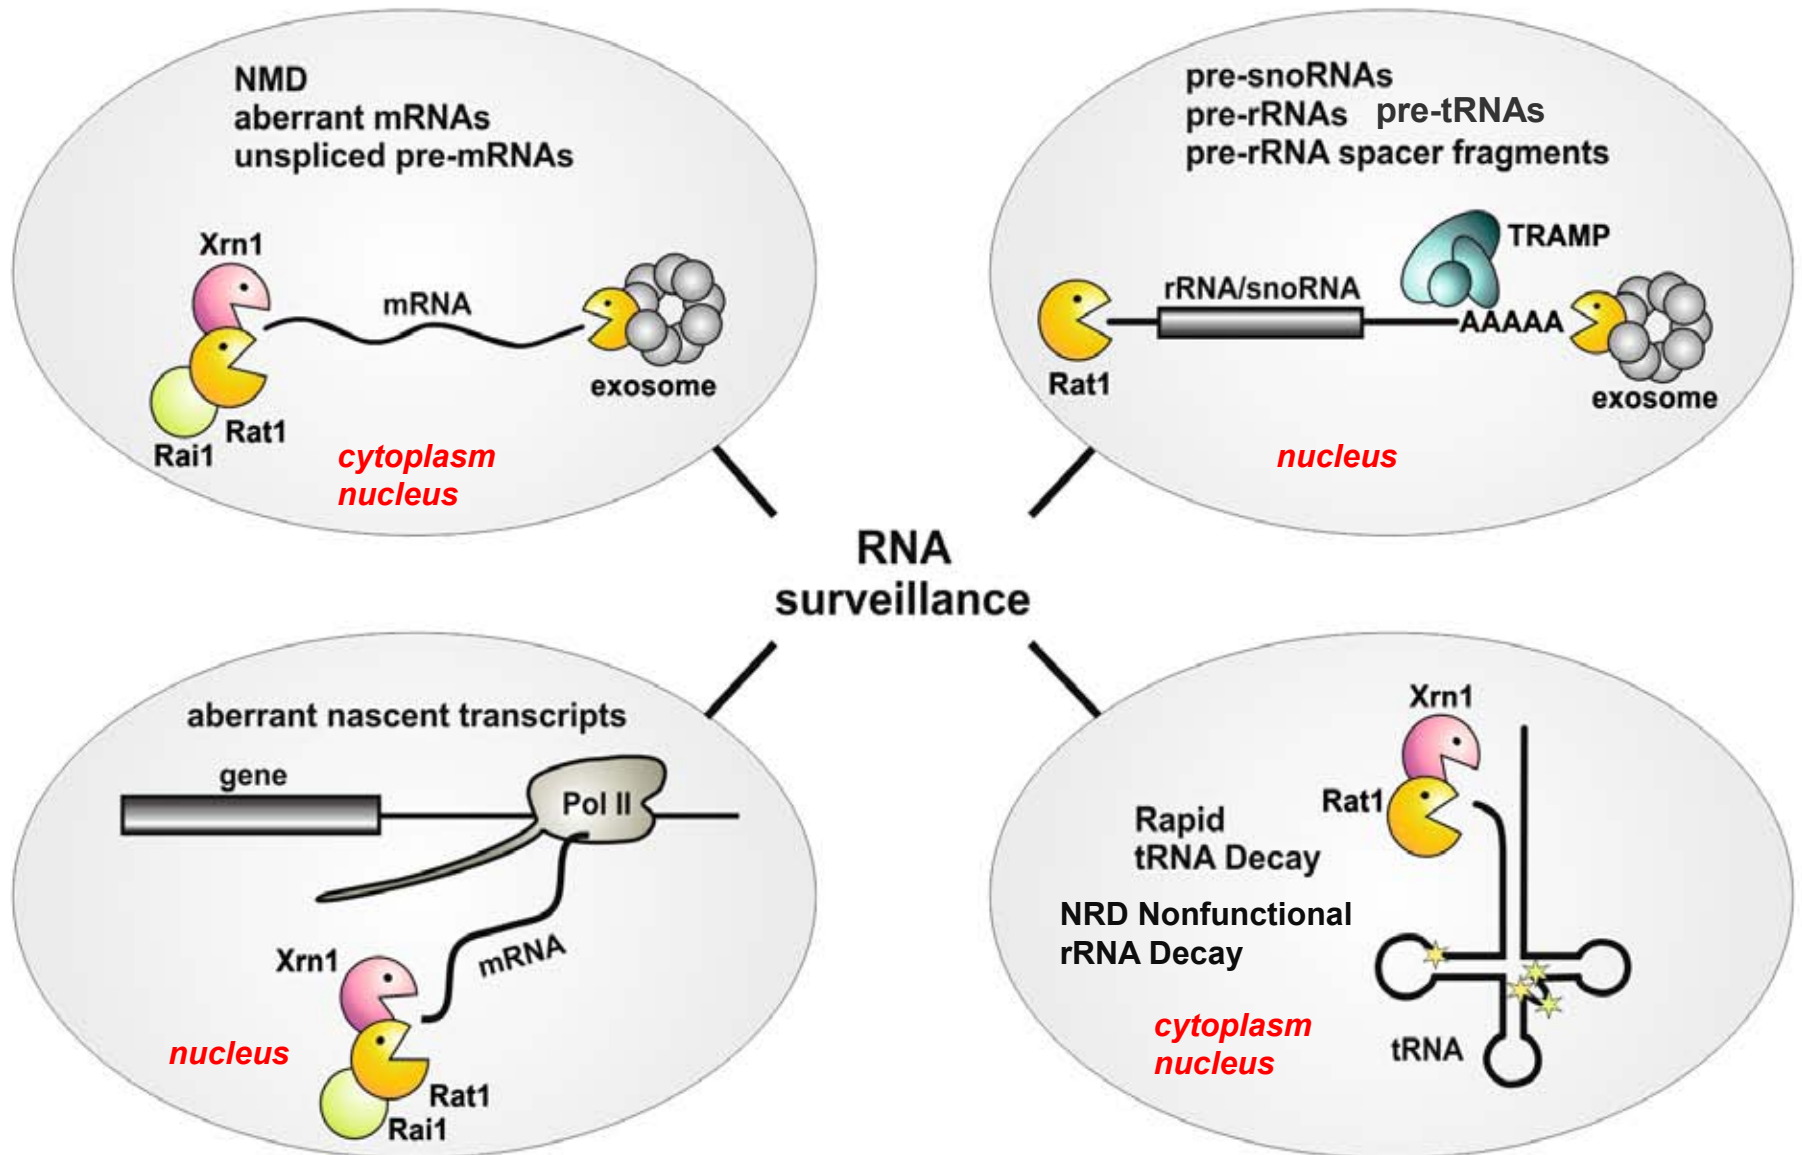 NMD
aberrant mRNAs
unspliced pre-mRNAs
Xrn1
mRNA
exosome
Rat1
Rai1
cytoplasm
nucleus
pre-snoRNAs
pre-rRNAs pre-tRNAs
pre-rRNA spacer fragments
TRAMP
rRNA/snoRNA
AAAAA
Rat1
exosome
nucleus
RNA
surveillance
aberrant nascent transcripts
gene
Pol II
mRNA
Xrn1
nucleus
Rat1
Rai1
Xrn1
Rat1
Rapid
tRNA Decay
NRD Nonfunctional
rRNA Decay
cytoplasm
nucleus
tRNA